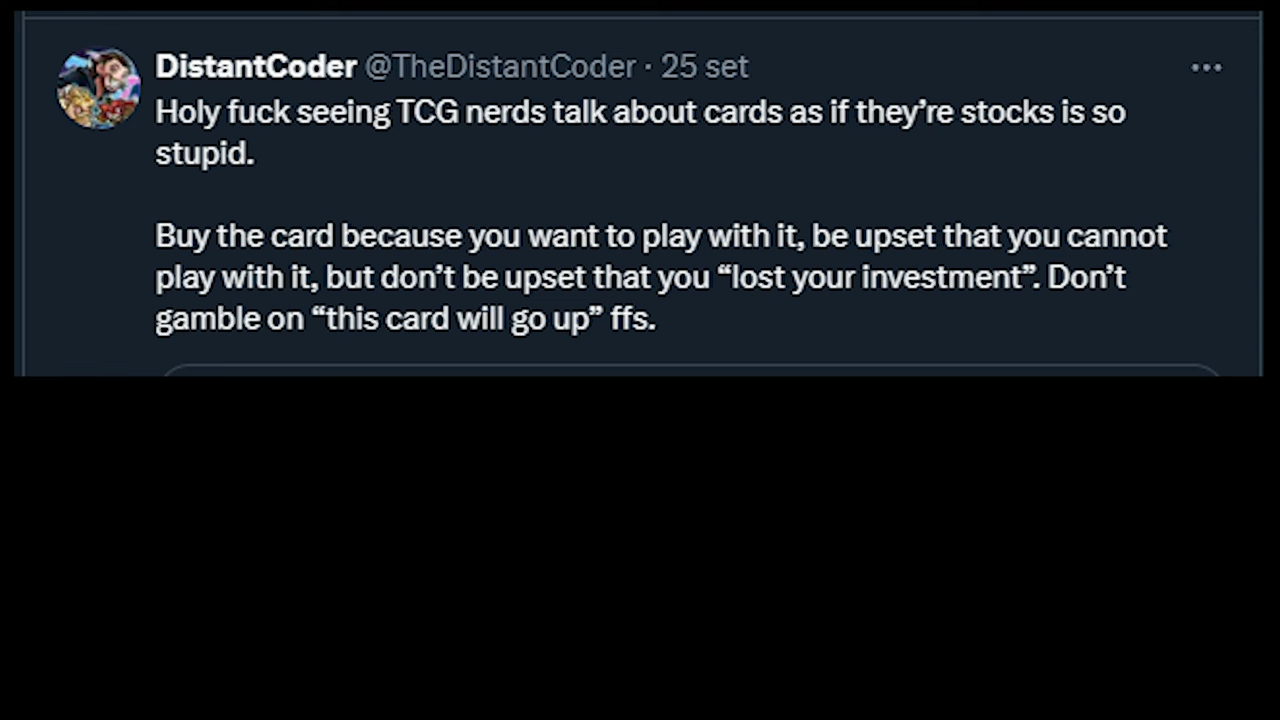 DistantCoder @TheDistantCoder · 25 set
Holy fuck seeing TCG nerds talk about cards as if they’re stocks is so
stupid.
Buy the card because you want to play with it, be upset that you cannot
play with it, but don’t be upset that you “lost your investment”. Don’t
gamble on “this card will go up” ffs.